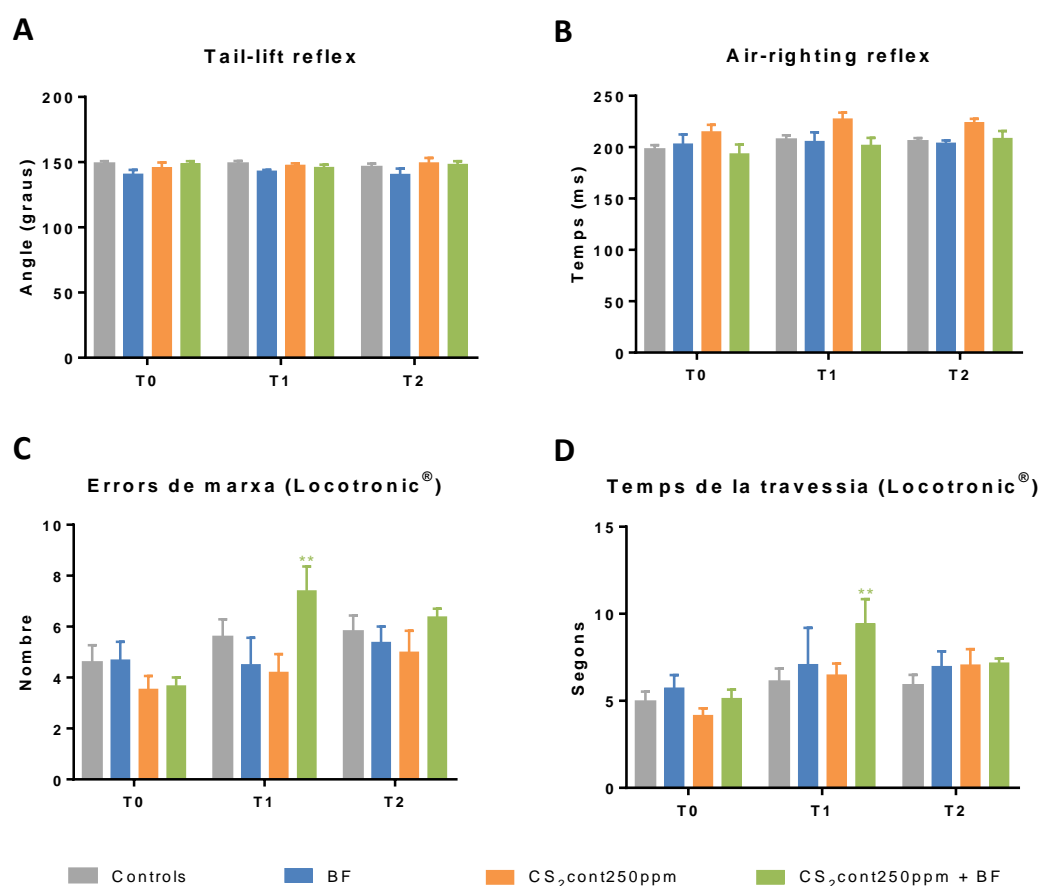 A
Tail-lift reflex
Angle (graus)
200
150
100
50
0
T0 T1 T2
B
Air-righting reflex
Temps (ms)
250
200
150
100
50
0
T0 T1 T2
C
Errors de marxa (Locotronic®)
Nombre
10
8
6
4
2
0
**
T0 T1 T2
D
Temps de la travessia (Locotronic®)
Segons
15
10
5
0
**
T0 T1 T2
Controls BF CS₂cont250ppm CS₂cont250ppm + BF